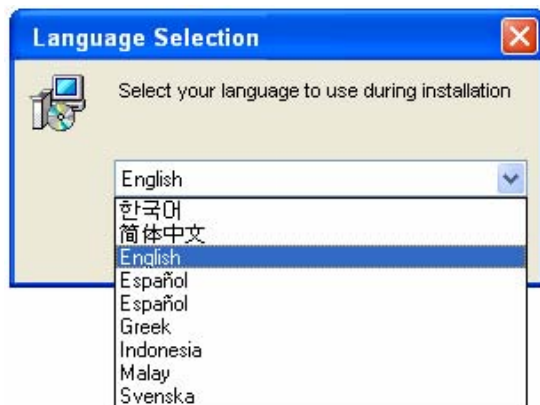 Language Selection
Select your language to use during installation
English
한국어
简体中文
English
Español
Español
Greek
Indonesia
Malay
Svenska